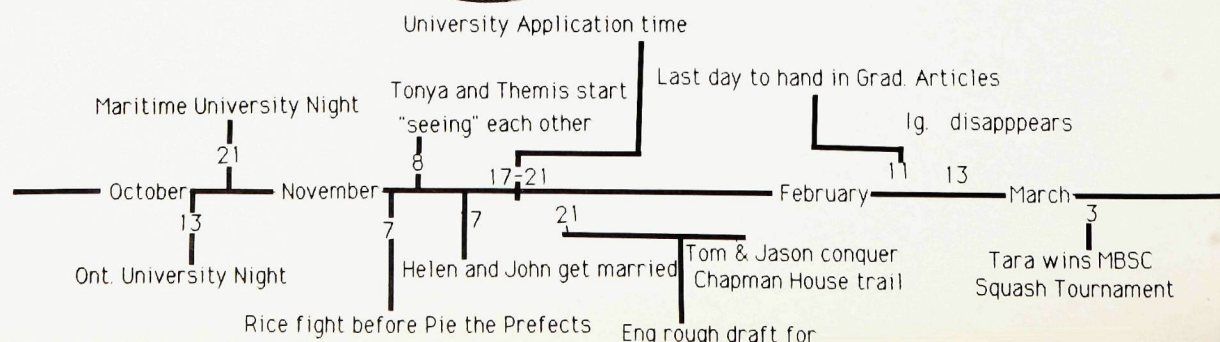 University Application time
Last day to hand in Grad. Articles
Tonya and Themis start
"seeing" each other
Maritime University Night
Ig. disapppears
21
8
17-21
11
13
October
November
February
March
13
7
7
21
3
Ont. University Night
Helen and John get married
Tom & Jason conquer
Chapman House trail
Tara wins MBSC
Squash Tournament
Rice fight before Pie the Prefects
Eng rough draft for